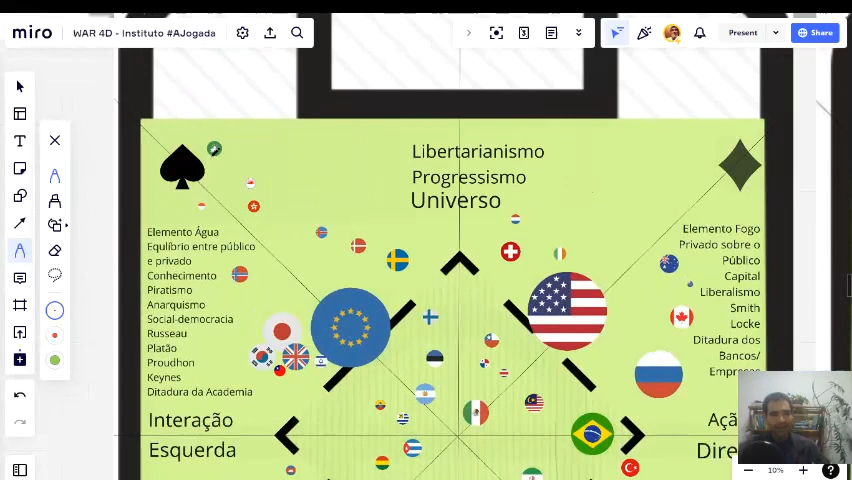 miro
WAR 4D - Instituto #AJogada
Present
Share
Libertarianismo
Progressismo
Universo
Elemento Água
Equlíbrio entre público
e privado
Conhecimento
Piratismo
Anarquismo
Social-democracia
Russeau
Platão
Proudhon
Keynes
Ditadura da Academia
Interação
Esquerda
Elemento Fogo
Privado sobre o
Público
Capital
Liberalismo
Smith
Locke
Ditadura dos
Bancos/
10%